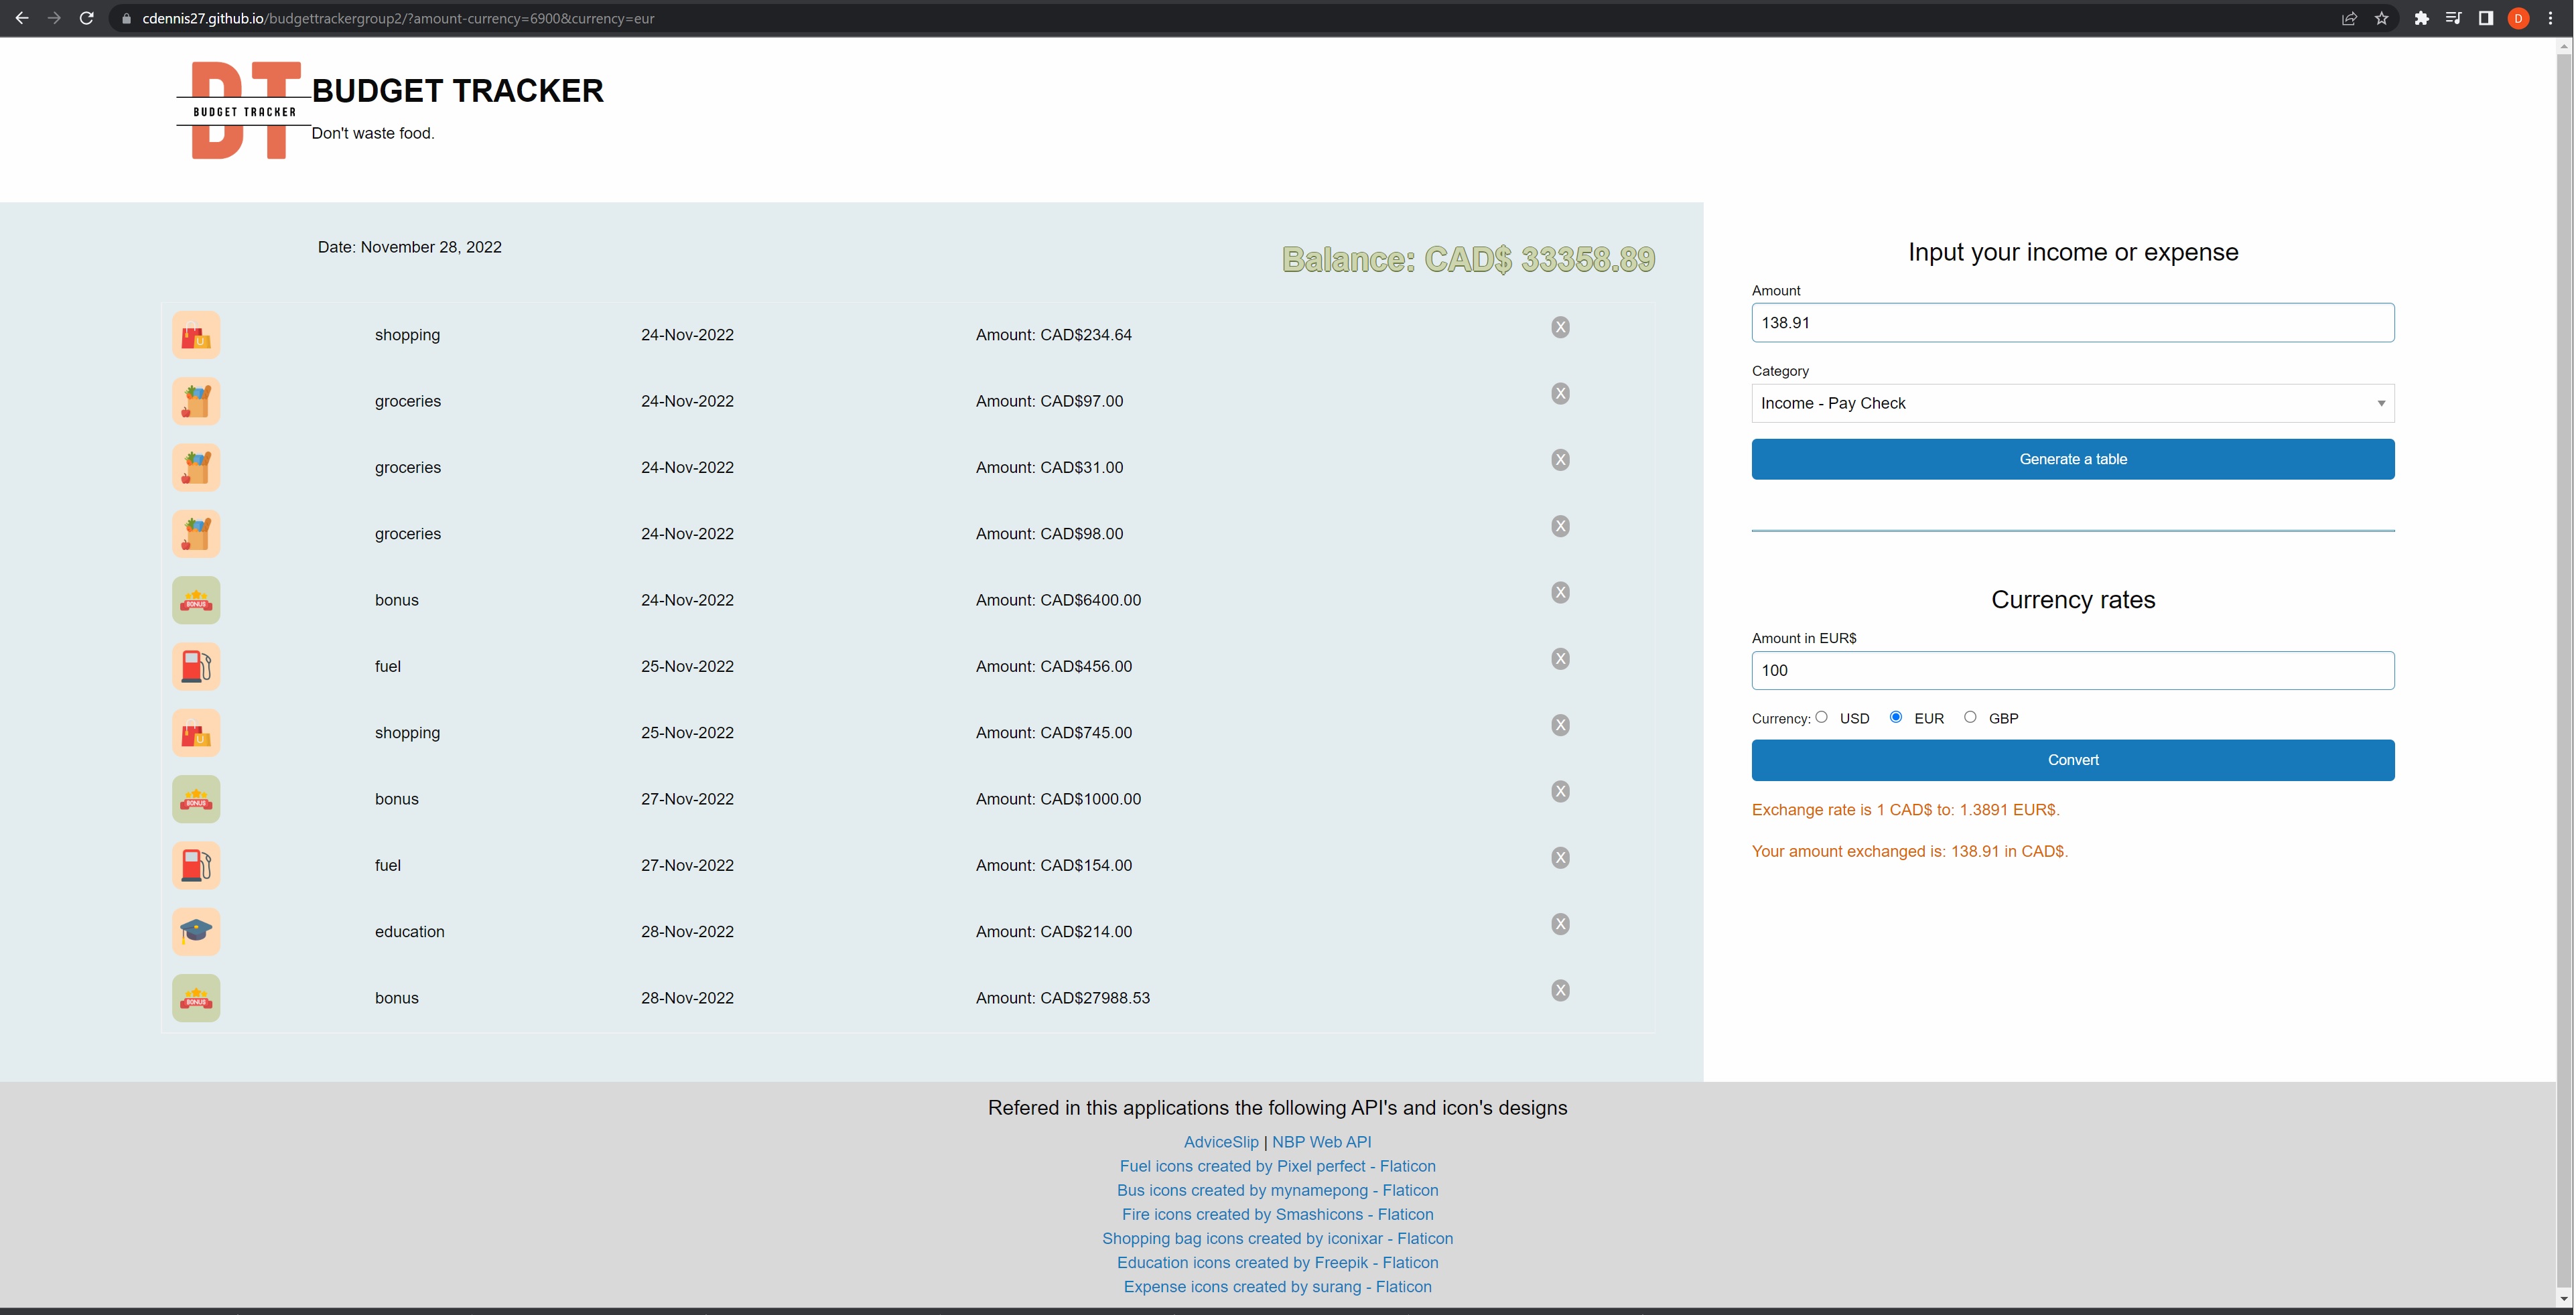 cdennis27.github.io/budgettrackergroup2/?amount-currency=6900&currency=eur
D
DT
BUDGET TRACKER
BUDGET TRACKER
Don't waste food.
Date: November 28, 2022
Balance: CAD$ 33358.89
shopping 24-Nov-2022 Amount: CAD$234.64 X
groceries 24-Nov-2022 Amount: CAD$97.00 X
groceries 24-Nov-2022 Amount: CAD$31.00 X
groceries 24-Nov-2022 Amount: CAD$98.00 X
BONUS bonus 24-Nov-2022 Amount: CAD$6400.00 X
fuel 25-Nov-2022 Amount: CAD$456.00 X
shopping 25-Nov-2022 Amount: CAD$745.00 X
BONUS bonus 27-Nov-2022 Amount: CAD$1000.00 X
fuel 27-Nov-2022 Amount: CAD$154.00 X
education 28-Nov-2022 Amount: CAD$214.00 X
BONUS bonus 28-Nov-2022 Amount: CAD$27988.53 X
Input your income or expense
Amount
138.91
Category
Income - Pay Check
Generate a table
Currency rates
Amount in EUR$
100
Currency: USD EUR GBP
Convert
Exchange rate is 1 CAD$ to: 1.3891 EUR$.
Your amount exchanged is: 138.91 in CAD$.
Refered in this applications the following API's and icon's designs
AdviceSlip | NBP Web API
Fuel icons created by Pixel perfect - Flaticon
Bus icons created by mynamepong - Flaticon
Fire icons created by Smashicons - Flaticon
Shopping bag icons created by iconixar - Flaticon
Education icons created by Freepik - Flaticon
Expense icons created by surang - Flaticon